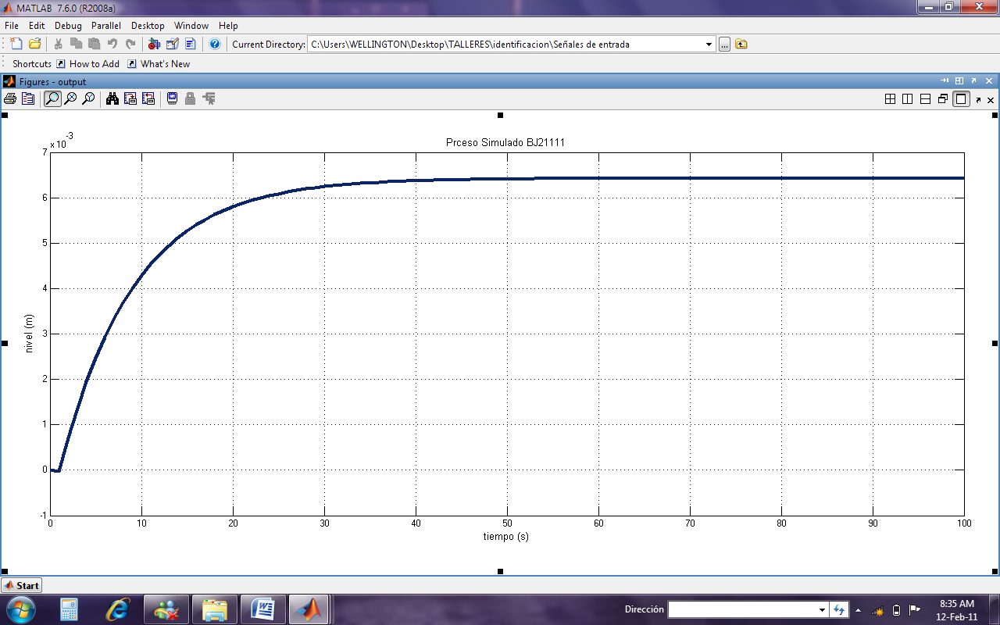 MATLAB 7.6.0 (R2008a)
File Edit Debug Parallel Desktop Window Help
Current Directory: C:\Users\WELLINGTON\Desktop\TALLERES\identificacion\Señales de entrada ...
Shortcuts How to Add What's New
Figures - output
x 10^-3
Prceso Simulado BJ21111
7
6
5
4
3
2
1
0
-1
nivel (m)
0 10 20 30 40 50 60 70 80 90 100
tiempo (s)
Start
Dirección
8:35 AM
12-Feb-11